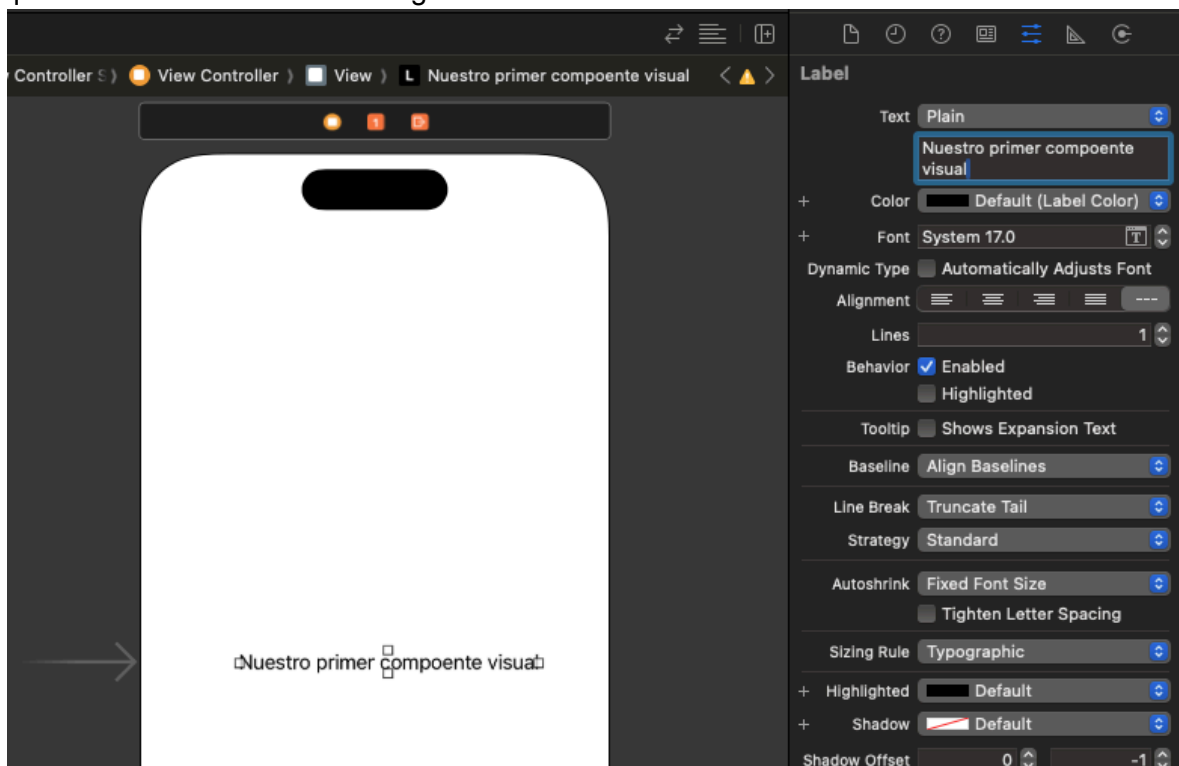 Controller S
View Controller
View
L Nuestro primer compoente visual
1
Nuestro primer compoente visual
Label
Text Plain
Nuestro primer compoente
visual
+ Color Default (Label Color)
+ Font System 17.0 T
Dynamic Type Automatically Adjusts Font
Alignment ---
Lines 1
Behavior Enabled
Highlighted
Tooltip Shows Expansion Text
Baseline Align Baselines
Line Break Truncate Tail
Strategy Standard
Autoshrink Fixed Font Size
Tighten Letter Spacing
Sizing Rule Typographic
+ Highlighted Default
+ Shadow Default
Shadow Offset 0 -1